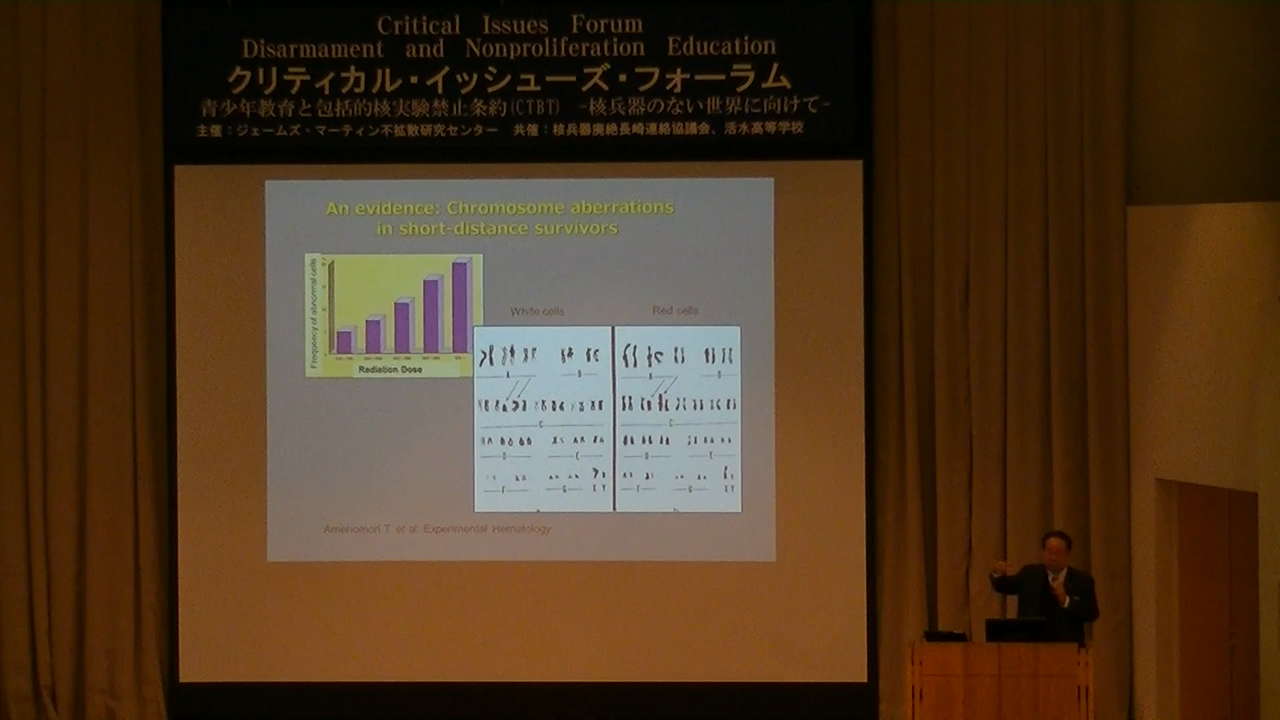 Critical Issues Forum
Disarmament and Nonproliferation Education
クリティカル・イッシューズ・フォーラム
青少年教育と包括的核実験禁止条約(CTBT) -核兵器のない世界に向けて-
主催:ジェームズ・マーティン不拡散研究センター 共催:核兵器廃絶長崎連絡協議会、活水高等学校
An evidence: Chromosome aberrations
in short-distance survivors
Frequency of abnormal cells
Radiation Dose
White cells
Red cells
A B
A B
C
C
D E
D E
F G X Y
F G X Y
Amenomori T. et al: Experimental Hematology